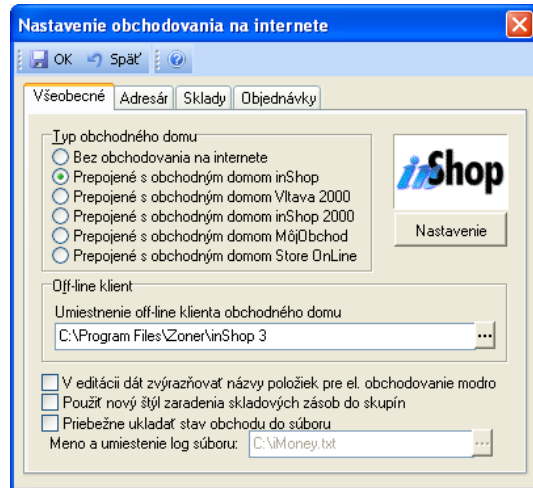 Nastavenie obchodovania na internete
OK Späť
Všeobecné Adresár Sklady Objednávky
Typ obchodného domu
Bez obchodovania na internete
Prepojené s obchodným domom inShop
Prepojené s obchodným domom Vltava 2000
Prepojené s obchodným domom inShop 2000
Prepojené s obchodným domom MôjObchod
Prepojené s obchodným domom Store OnLine
inShop
Nastavenie
Off-line klient
Umiestnenie off-line klienta obchodného domu
C:\Program Files\Zoner\inShop 3 ...
V editácii dát zvýrazňovať názvy položiek pre el. obchodovanie modro
Použiť nový štýl zaradenia skladových zásob do skupín
Priebežne ukladať stav obchodu do súboru
Meno a umiestenie log súboru: C:\iMoney.txt ...